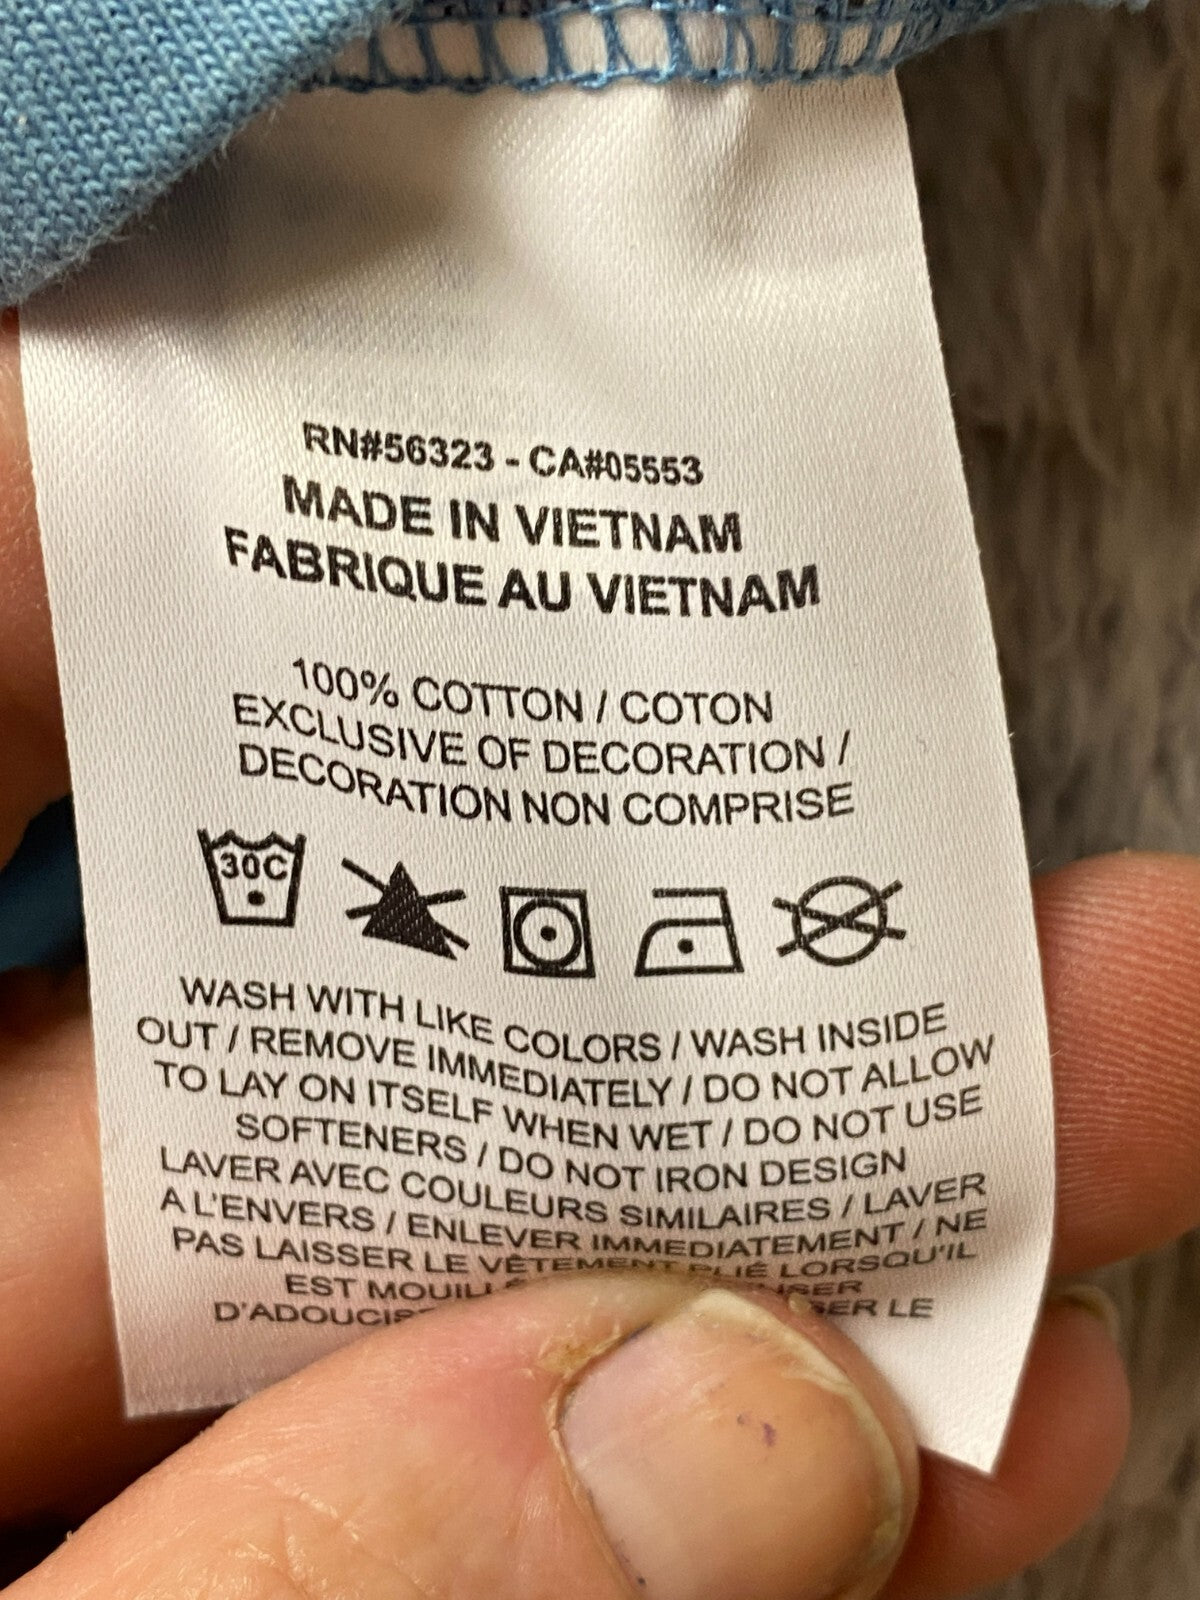 RN#56323 - CA#05553
MADE IN VIETNAM
FABRIQUE AU VIETNAM
100% COTTON / COTON
EXCLUSIVE OF DECORATION /
DECORATION NON COMPRISE
30C
WASH WITH LIKE COLORS / WASH INSIDE
OUT / REMOVE IMMEDIATELY / DO NOT ALLOW
TO LAY ON ITSELF WHEN WET / DO NOT USE
SOFTENERS / DO NOT IRON DESIGN
LAVER AVEC COULEURS SIMILAIRES / LAVER
A L'ENVERS / ENLEVER IMMEDIATEMENT / NE
PAS LAISSER LE VÊTEMENT PLIÉ LORSQU'IL
EST
LE